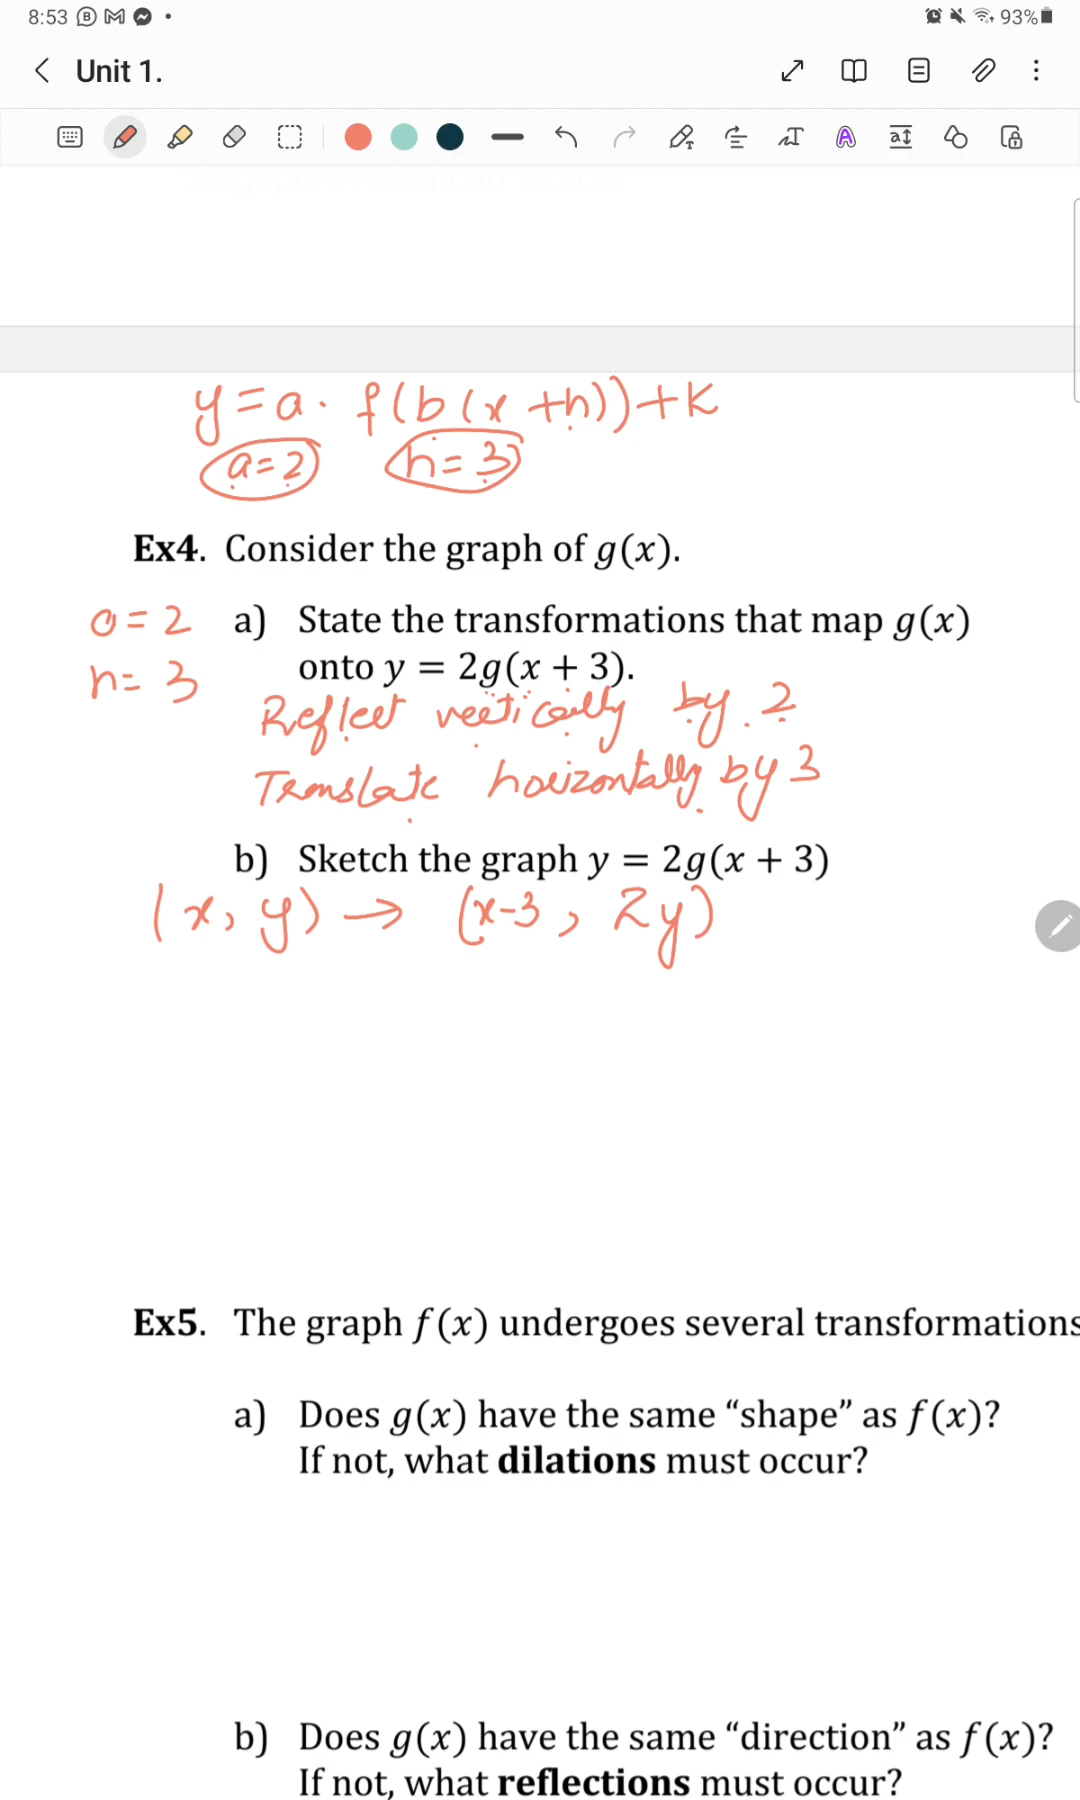 8:53
93%
Unit 1.
y=a· f(b(x+h))+K
a=2 h=3
Ex4. Consider the graph of g(x).
a=2 a) State the transformations that map g(x)
h=3 onto y = 2g(x + 3).
Reflect vertically by 2
Translate horizontally by 3
b) Sketch the graph y = 2g(x + 3)
(x, y) → (x-3, 2y)
Ex5. The graph f(x) undergoes several transformations
a) Does g(x) have the same “shape” as f(x)?
If not, what dilations must occur?
b) Does g(x) have the same “direction” as f(x)?
If not, what reflections must occur?